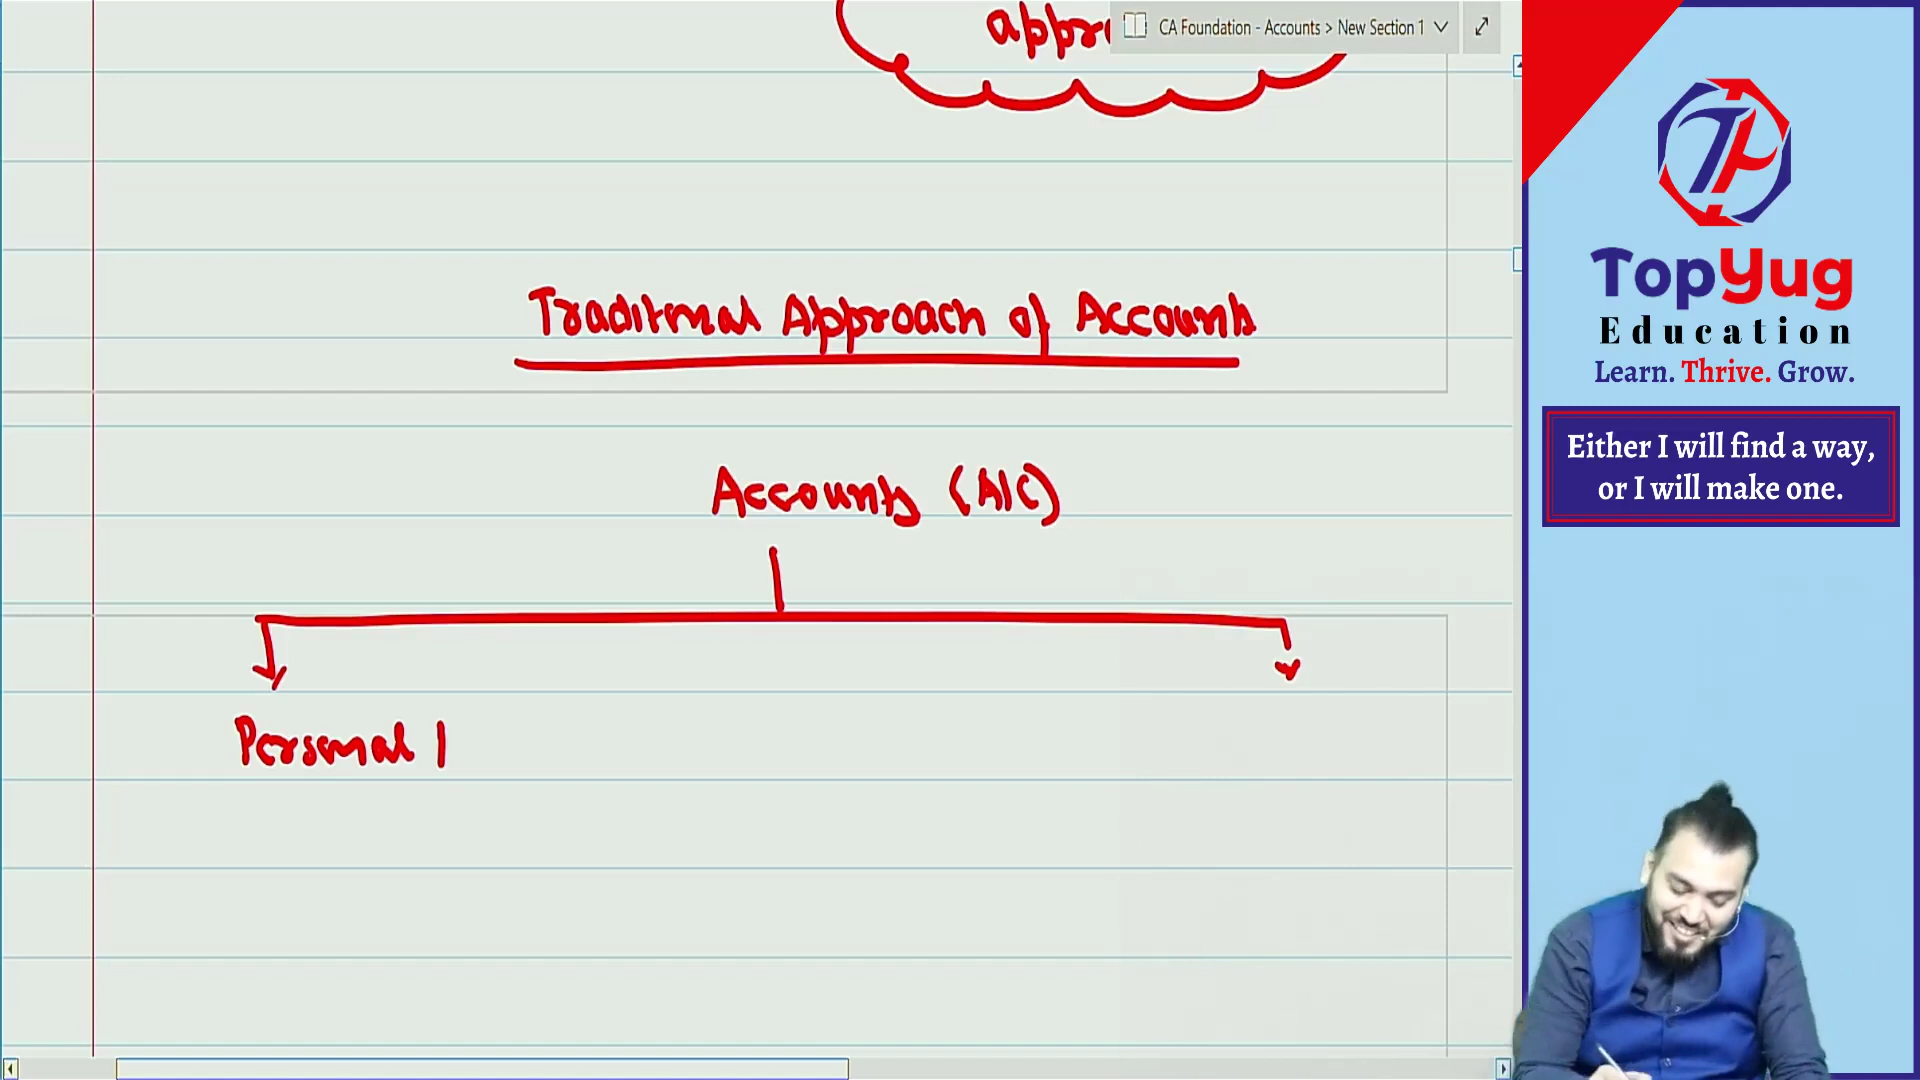 appr
CA Foundation - Accounts > New Section 1
Traditional Approach of Accounts
Accounts (A/C)
Personal
TopYug
Education
Learn. Thrive. Grow.
Either I will find a way,
or I will make one.